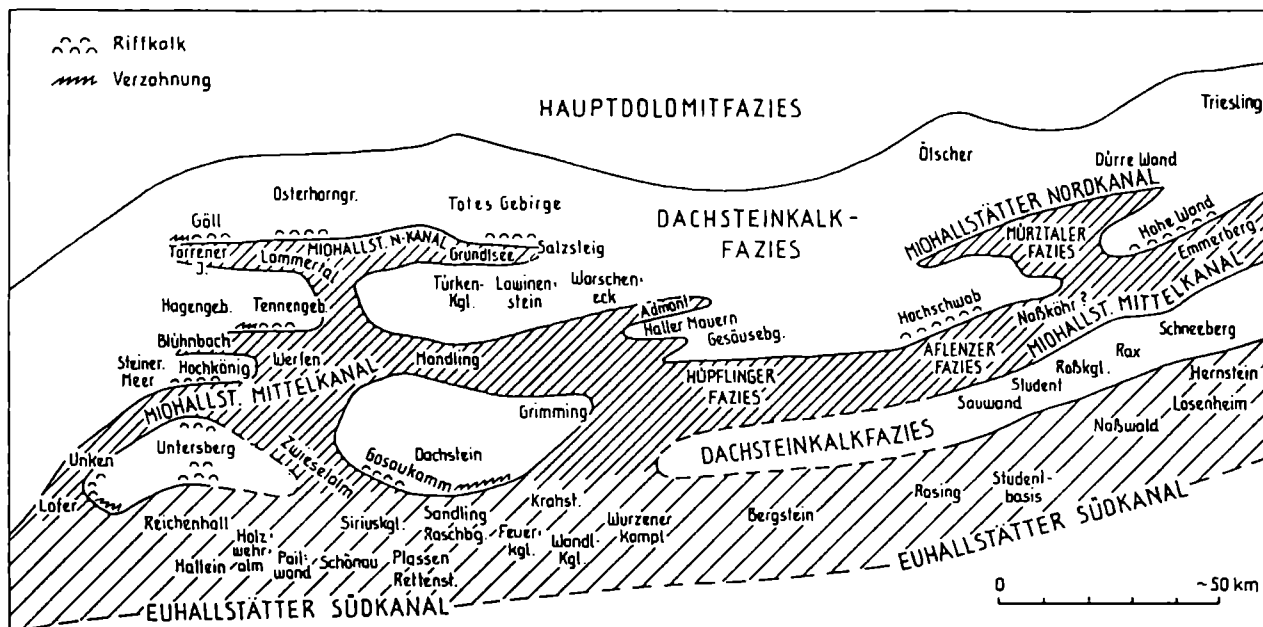 Riffkalk
Verzahnung
HAUPTDOLOMITFAZIES
Triesling
Ötscher
Dürre Wand
Osterhorngr.
Totes Gebirge
DACHSTEINKALK-
FAZIES
MIOHALLSTÄTTER NORDKANAL
Göll
MIOHALLST. N-KANAL
Grundlsee
Salzsteig
MÜRZTALER
FAZIES
Hohe Wand
Emmerberg
Torrener
J.
Lammertal
Hagengeb.
Tennengeb.
Türken-
Kgl.
Lawinen-
stein
Warschen-
eck
Admont
Haller Mauern
Gesäusebg.
Hochschwab
Naßköhr ?
MIOHALLST. MITTELKANAL
Blühnbach
Steiner.
Meer
Hochkönig
Werfen
Mandling
MIOHALLST. MITTELKANAL
HÜPFLINGER
FAZIES
AFLENZER
FAZIES
Schneeberg
Rax
Roßkgl.
Student
Sauwand
Hernstein
Losenheim
Grimming
Untersberg
Unken
Zwieselalm
Gosaukamm
Dachstein
DACHSTEINKALKFAZIES
Naßwald
Lofer
Reichenhall
Holz-
wehr-
alm
Hallein
Pail-
wand
Schönau
Siriuskgl.
Sandling
Raschbg.
Plassen
Rettenst.
Feuer-
kgl.
Krahst.
Wandl-
Kgl.
Wurzener
Kampl
Bergstein
Rosing
Student-
basis
EUHALLSTÄTTER SÜDKANAL
EUHALLSTÄTTER SÜDKANAL
0 ~50 km